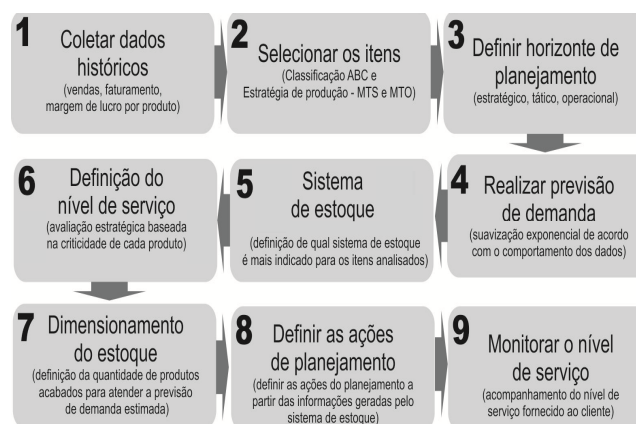 1
Coletar dados
históricos
(vendas, faturamento,
margem de lucro por produto)
2
Selecionar os itens
(Classificação ABC e
Estratégia de produção - MTS e MTO)
3
Definir horizonte de
planejamento
(estratégico, tático, operacional)
4
Realizar previsão
de demanda
(suavização exponencial de acordo
com o comportamento dos dados)
5
Sistema
de estoque
(definição de qual sistema de estoque
é mais indicado para os itens analisados)
6
Definição do
nível de serviço
(avaliação estratégica baseada
na criticidade de cada produto)
7
Dimensionamento
do estoque
(definição da quantidade de produtos
acabados para atender a previsão
de demanda estimada)
8
Definir as ações
de planejamento
(definir as ações do planejamento a
partir das informações geradas pelo
sistema de estoque)
9
Monitorar o nível
de serviço
(acompanhamento do nível de
serviço fornecido ao cliente)